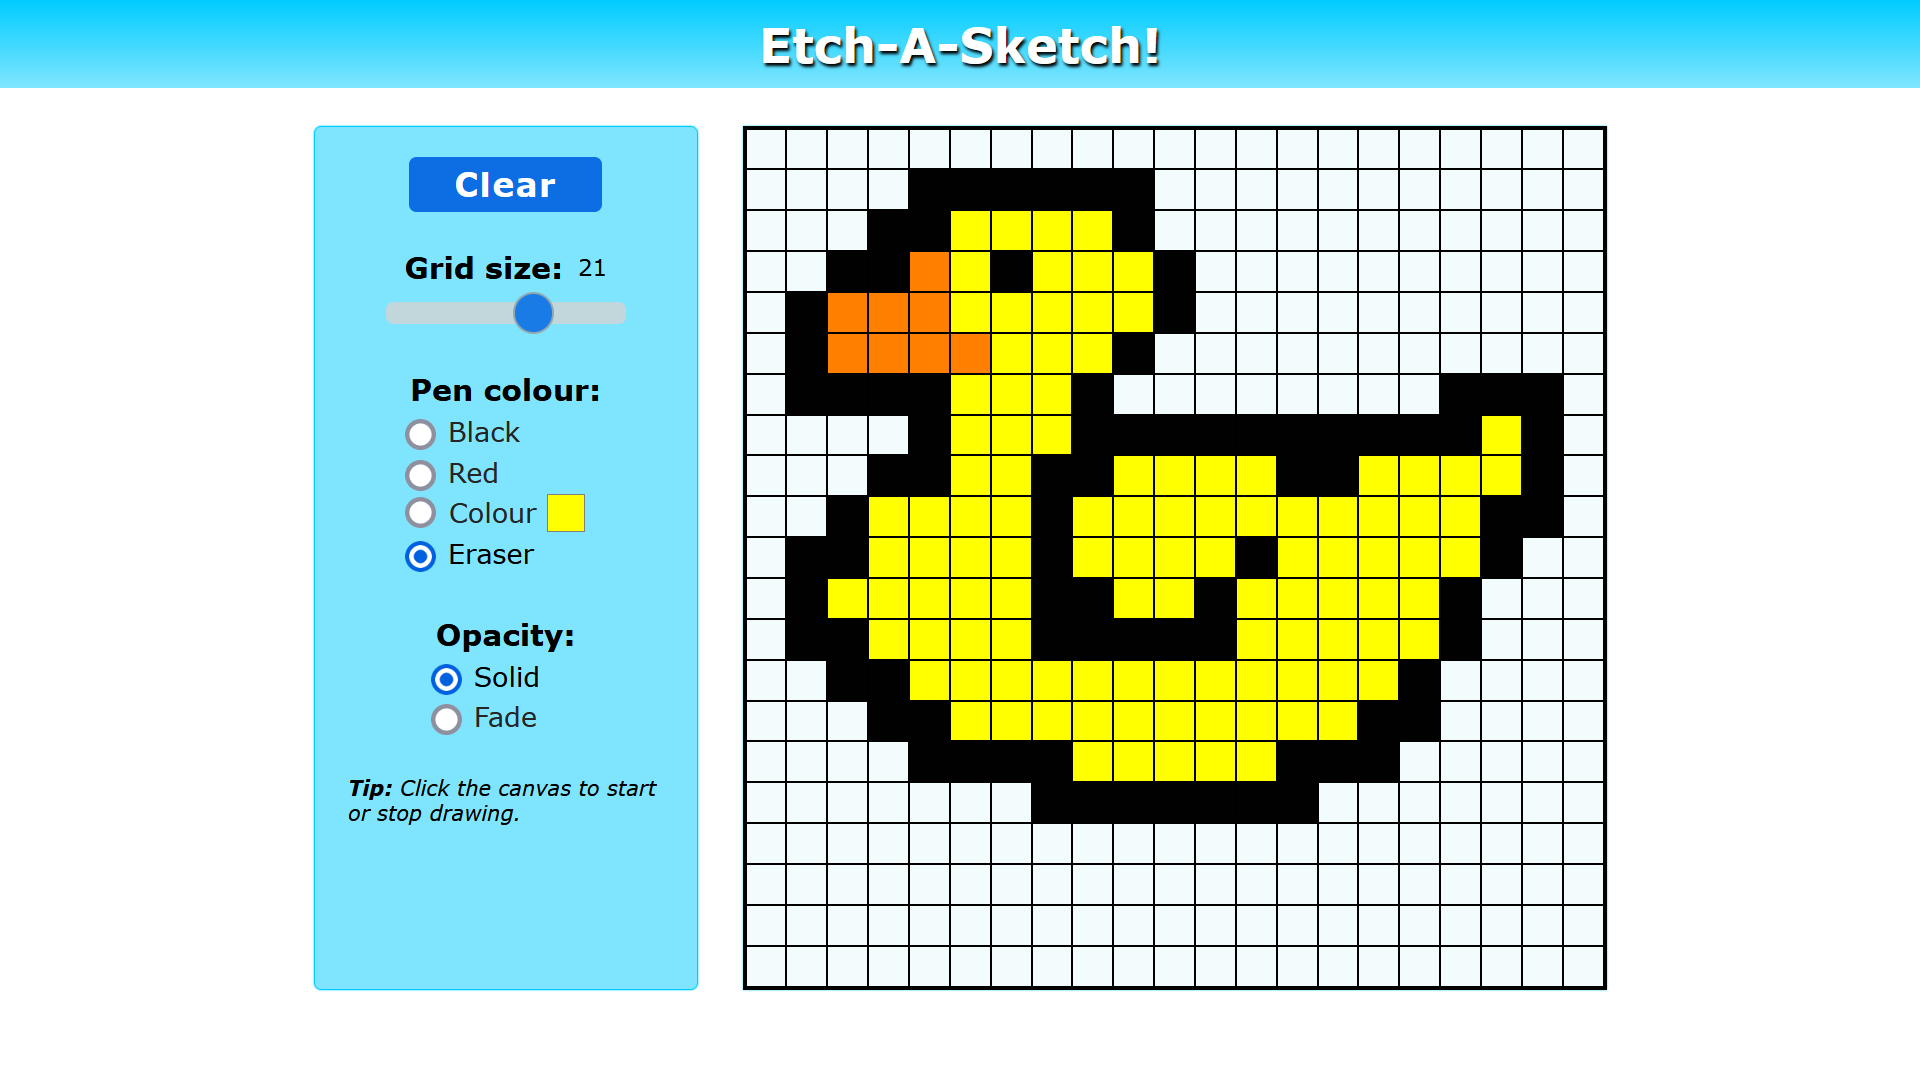 Etch-A-Sketch!
Clear
Grid size: 21
Pen colour:
Black
Red
Colour
Eraser
Opacity:
Solid
Fade
Tip: Click the canvas to start
or stop drawing.